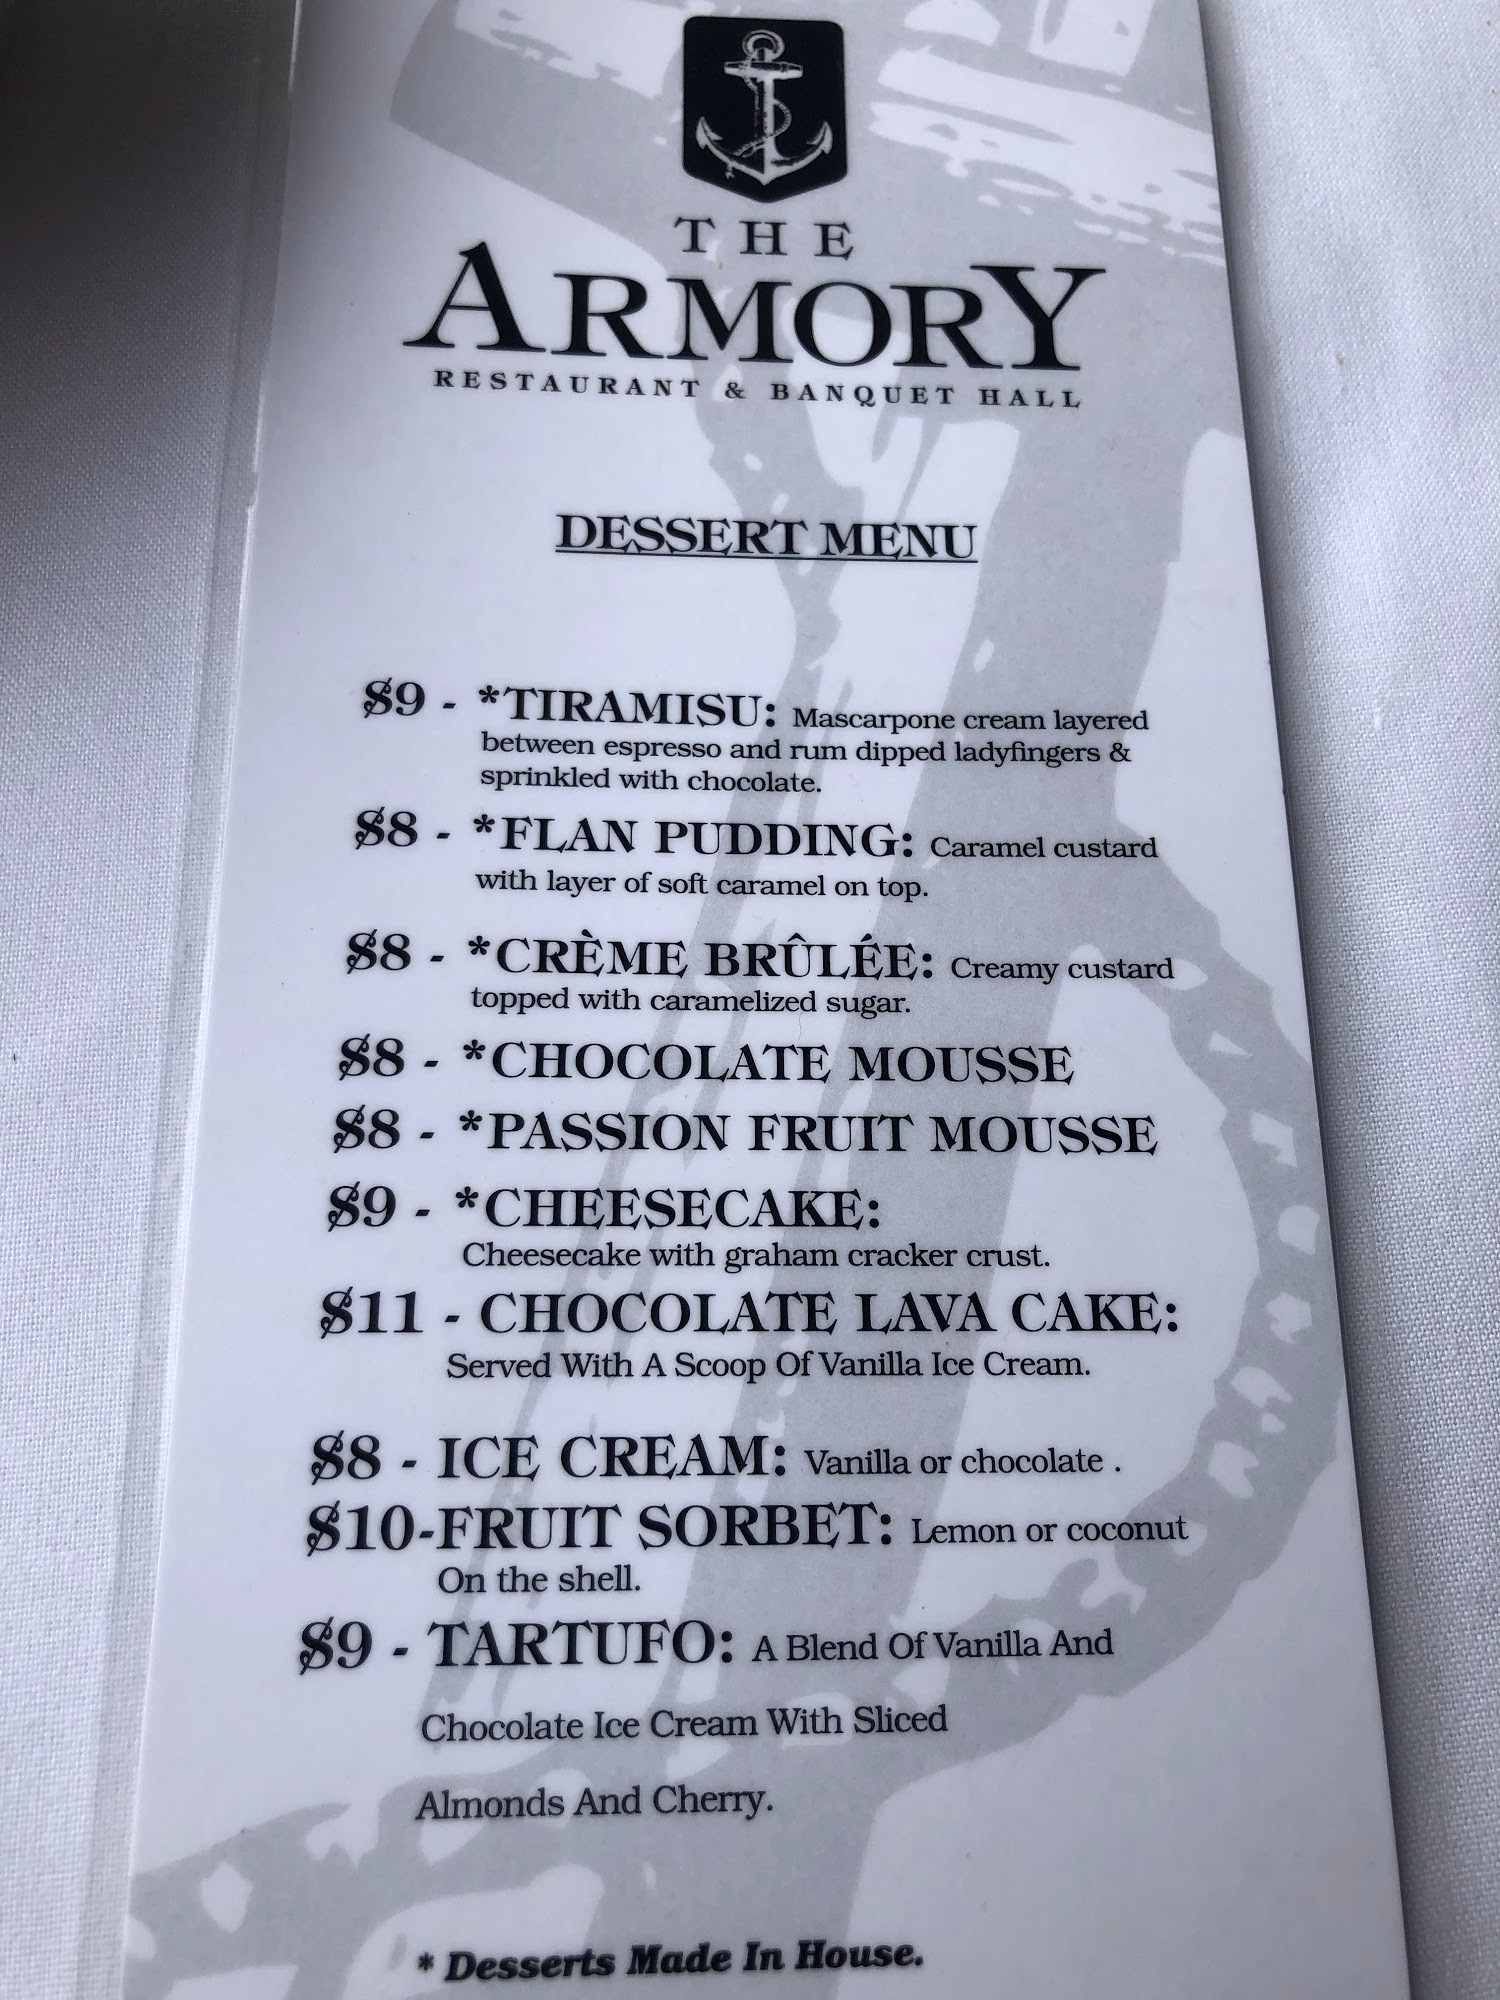 THE
ARMORY
RESTAURANT & BANQUET HALL
DESSERT MENU
$9 - *TIRAMISU: Mascarpone cream layered
between espresso and rum dipped ladyfingers &
sprinkled with chocolate.
$8 - *FLAN PUDDING: Caramel custard
with layer of soft caramel on top.
$8 - *CRÈME BRÛLÉE: Creamy custard
topped with caramelized sugar.
$8 - *CHOCOLATE MOUSSE
$8 - *PASSION FRUIT MOUSSE
$9 - *CHEESECAKE:
Cheesecake with graham cracker crust.
$11 - CHOCOLATE LAVA CAKE:
Served With A Scoop Of Vanilla Ice Cream.
$8 - ICE CREAM: Vanilla or chocolate .
$10-FRUIT SORBET: Lemon or coconut
On the shell.
$9 - TARTUFO: A Blend Of Vanilla And
Chocolate Ice Cream With Sliced
Almonds And Cherry.
* Desserts Made In House.